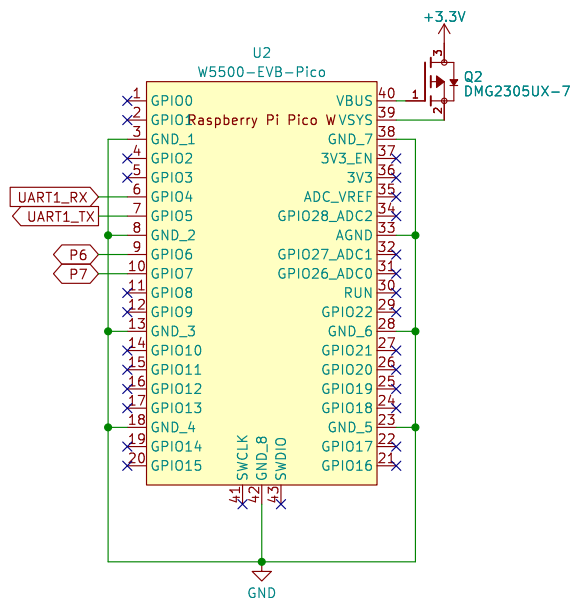 +3.3V
U2
W5500-EVB-Pico
3
Q2
DMG2305UX-7
1
2
1 GPIO0 VBUS 40
2 GPIO1 Raspberry Pi Pico W VSYS 39
3 GND_1 GND_7 38
4 GPIO2 3V3_EN 37
5 GPIO3 3V3 36
UART1_RX 6 GPIO4 ADC_VREF 35
UART1_TX 7 GPIO5 GPIO28_ADC2 34
8 GND_2 AGND 33
P6 9 GPIO6 GPIO27_ADC1 32
P7 10 GPIO7 GPIO26_ADC0 31
11 GPIO8 RUN 30
12 GPIO9 GPIO22 29
13 GND_3 GND_6 28
14 GPIO10 GPIO21 27
15 GPIO11 GPIO20 26
16 GPIO12 GPIO19 25
17 GPIO13 GPIO18 24
18 GND_4 GND_5 23
19 GPIO14 GPIO17 22
20 GPIO15 GPIO16 21
SWCLK GND_8 SWDIO
41 42 43
GND